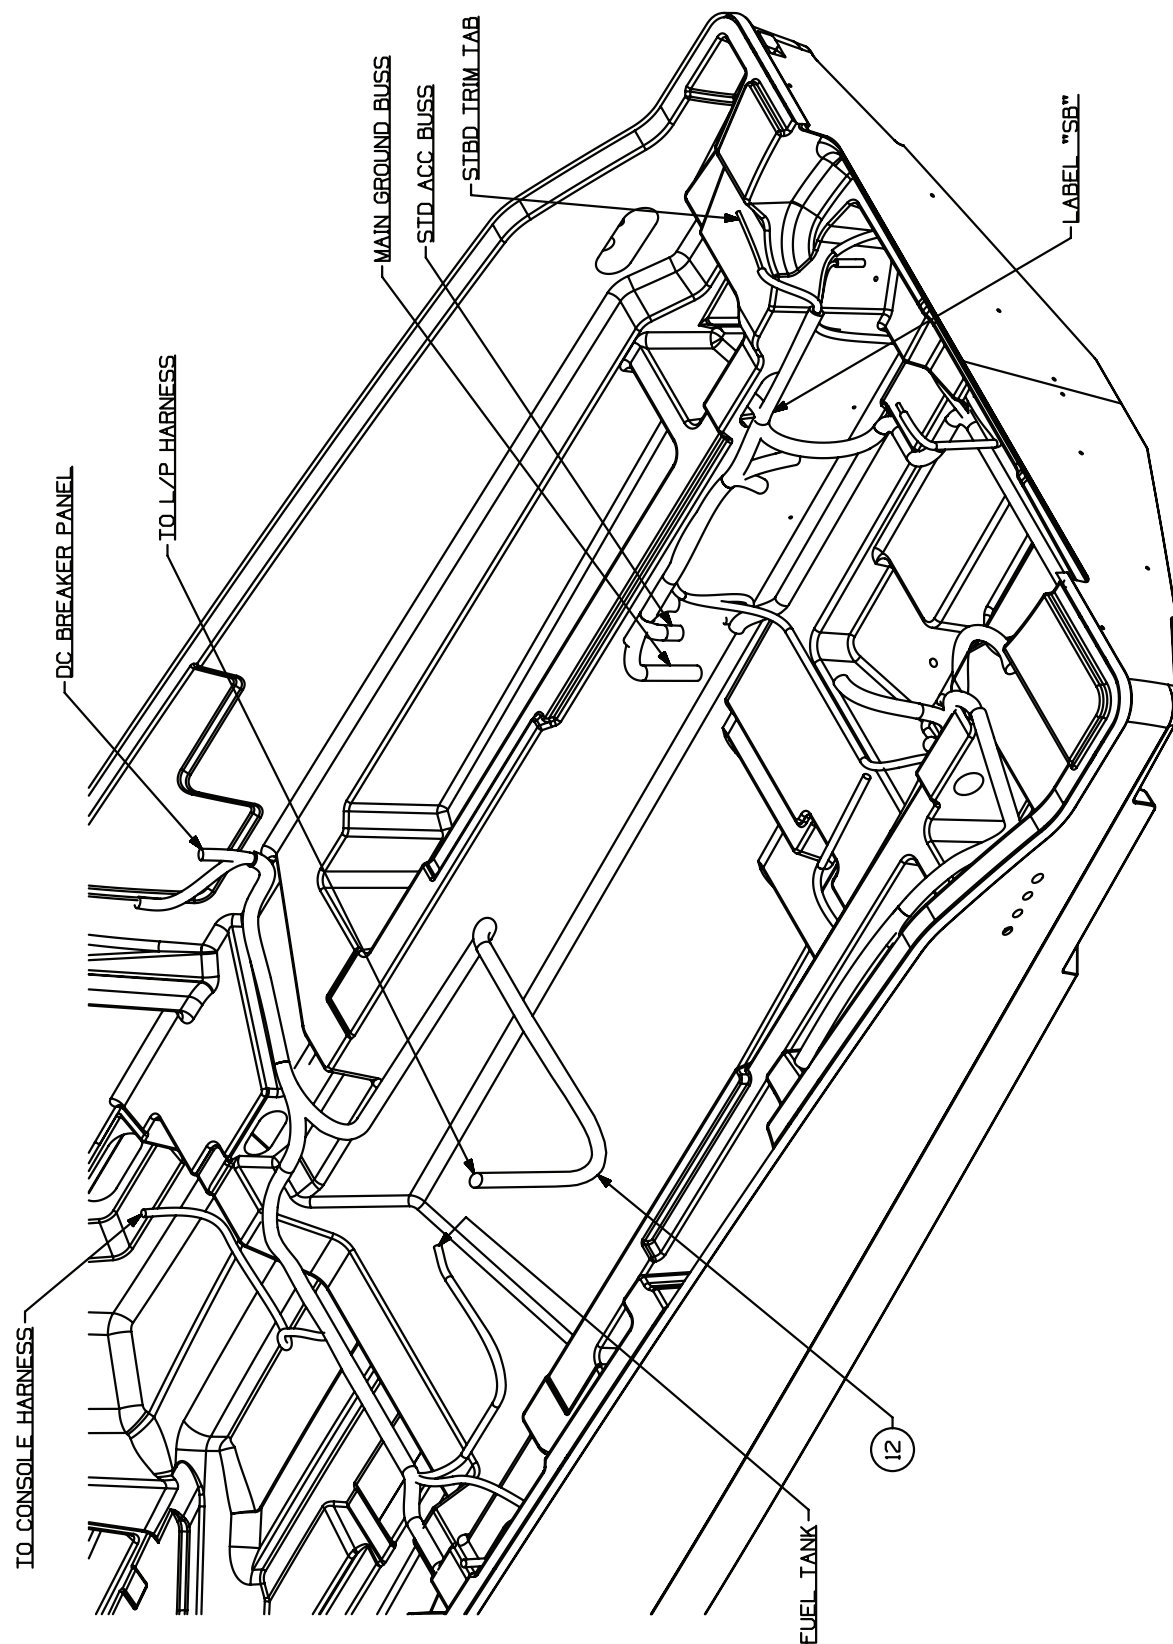 TO CONSOLE HARNESS
DC BREAKER PANEL
TO L/P HARNESS
MAIN GROUND BUSS
STD ACC BUSS
STBD TRIM TAB
FUEL TANK
12
LABEL "SB"